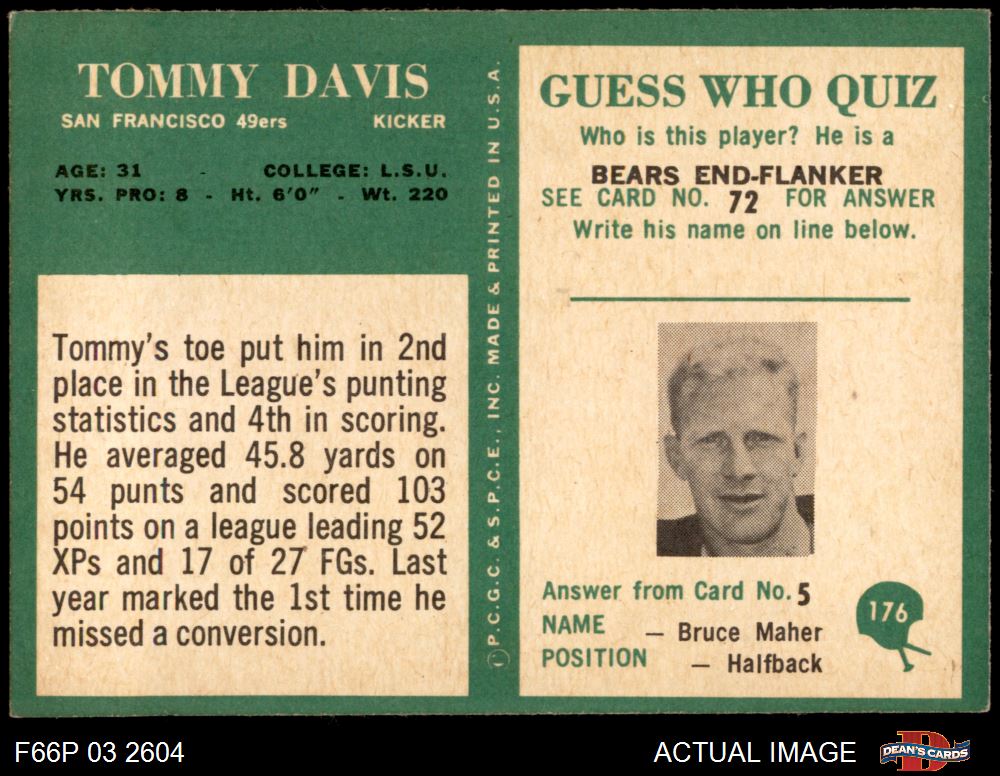 TOMMY DAVIS
SAN FRANCISCO 49ers KICKER
AGE: 31 - COLLEGE: L.S.U.
YRS. PRO: 8 - Ht. 6'0" - Wt. 220
Tommy's toe put him in 2nd
place in the League's punting
statistics and 4th in scoring.
He averaged 45.8 yards on
54 punts and scored 103
points on a league leading 52
XPs and 17 of 27 FGs. Last
year marked the 1st time he
missed a conversion.
© P.C.G.C. & S.P.C.E., INC. MADE & PRINTED IN U.S.A.
GUESS WHO QUIZ
Who is this player? He is a
BEARS END-FLANKER
SEE CARD NO. 72 FOR ANSWER
Write his name on line below.
Answer from Card No. 5
NAME — Bruce Maher
POSITION — Halfback
176
F66P 03 2604
ACTUAL IMAGE
D
DEAN'S CARDS